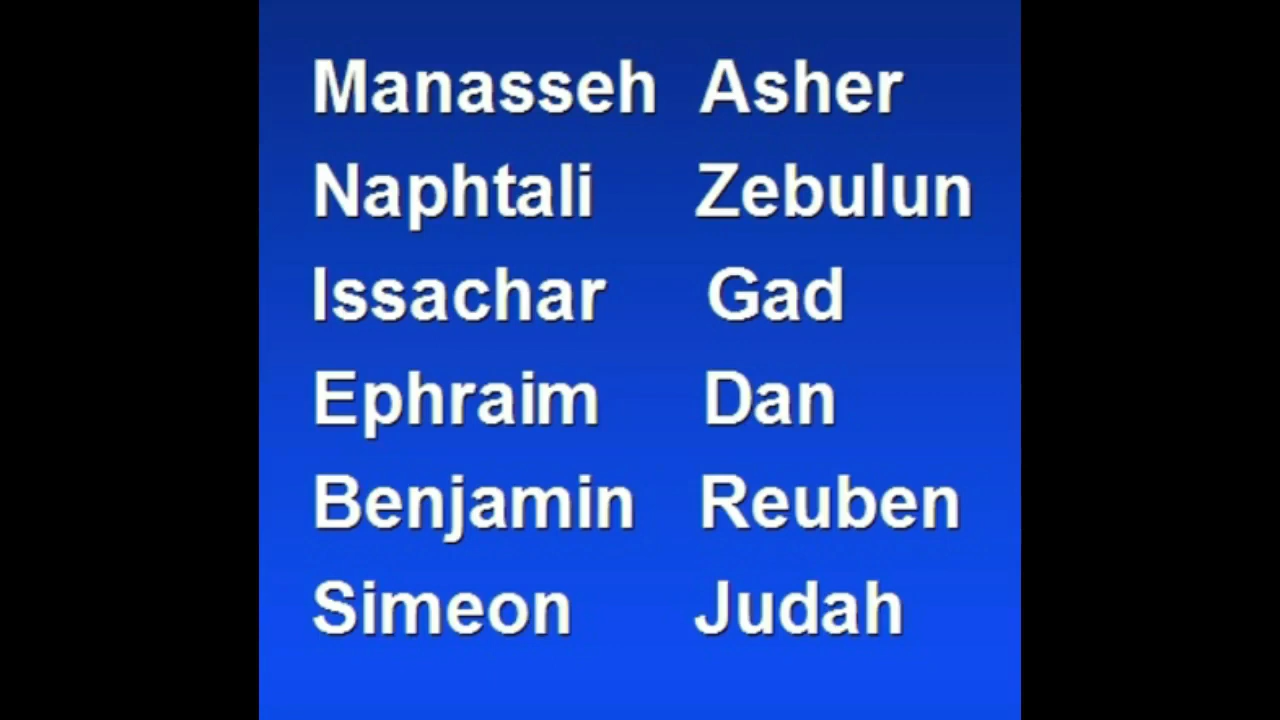 Manasseh Asher
Naphtali Zebulun
Issachar Gad
Ephraim Dan
Benjamin Reuben
Simeon Judah